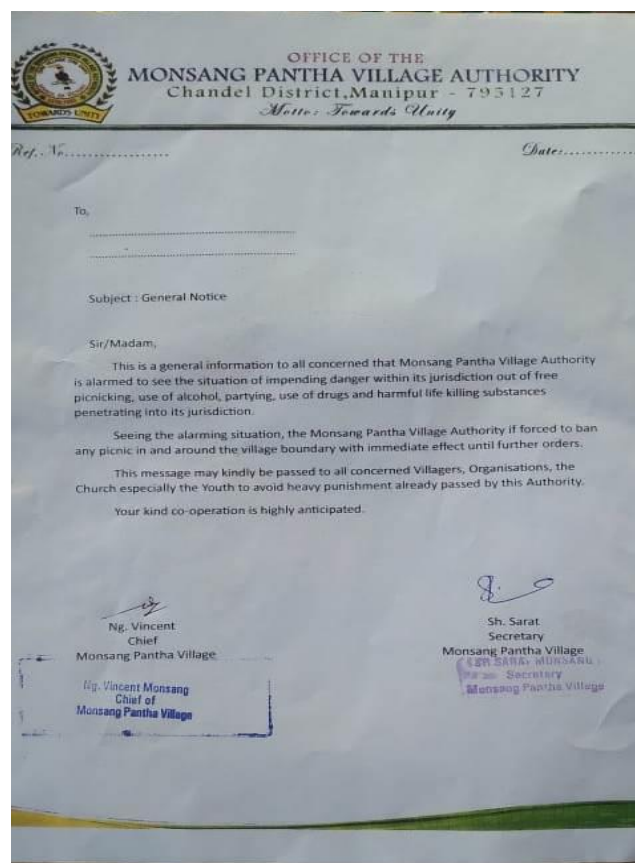 OFFICE OF THE
MONSANG PANTHA VILLAGE AUTHORITY
Chandel District,Manipur - 795127
Motto: Towards Unity
TOWARDS UNITY
Ref. No..................
Date:............
To,
Subject : General Notice
Sir/Madam,
This is a general information to all concerned that Monsang Pantha Village Authority
is alarmed to see the situation of impending danger within its jurisdiction out of free
picnicking, use of alcohol, partying, use of drugs and harmful life killing substances
penetrating into its jurisdiction.
Seeing the alarming situation, the Monsang Pantha Village Authority if forced to ban
any picnic in and around the village boundary with immediate effect until further orders.
This message may kindly be passed to all concerned Villagers, Organisations, the
Church especially the Youth to avoid heavy punishment already passed by this Authority.
Your kind co-operation is highly anticipated.
Ng. Vincent
Chief
Monsang Pantha Village
Ng. Vincent Monsang
Chief of
Monsang Pantha Village
Sh. Sarat
Secretary
Monsang Pantha Village
MONSANG
Secretary
Monsang Pantha Village